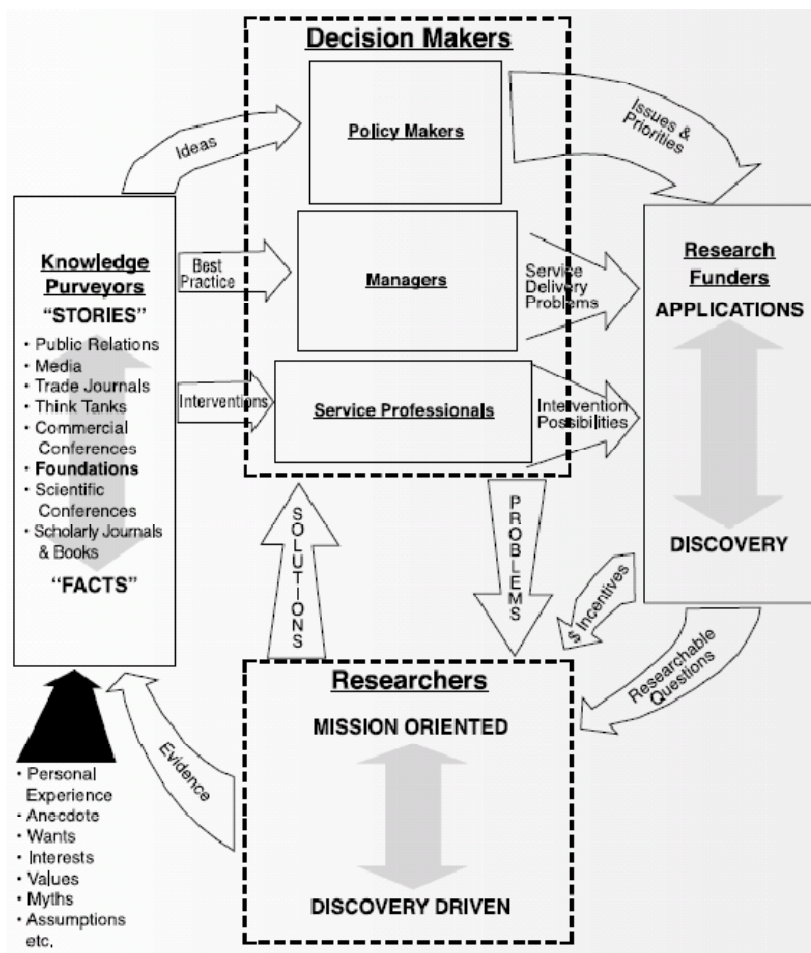 Decision Makers
Policy Makers
Ideas
Issues &
Priorities
Knowledge
Purveyors
"STORIES"
• Public Relations
• Media
• Trade Journals
• Think Tanks
• Commercial
Conferences
• Foundations
• Scientific
Conferences
• Scholarly Journals
& Books
"FACTS"
Best
Practice
Managers
Service
Delivery
Problems
Research
Funders
APPLICATIONS
DISCOVERY
Interventions
Service Professionals
Intervention
Possibilities
SOLUTIONS
PROBLEMS
$ Incentives
Researchable
Questions
Researchers
MISSION ORIENTED
DISCOVERY DRIVEN
Evidence
• Personal
Experience
• Anecdote
• Wants
• Interests
• Values
• Myths
• Assumptions
etc.